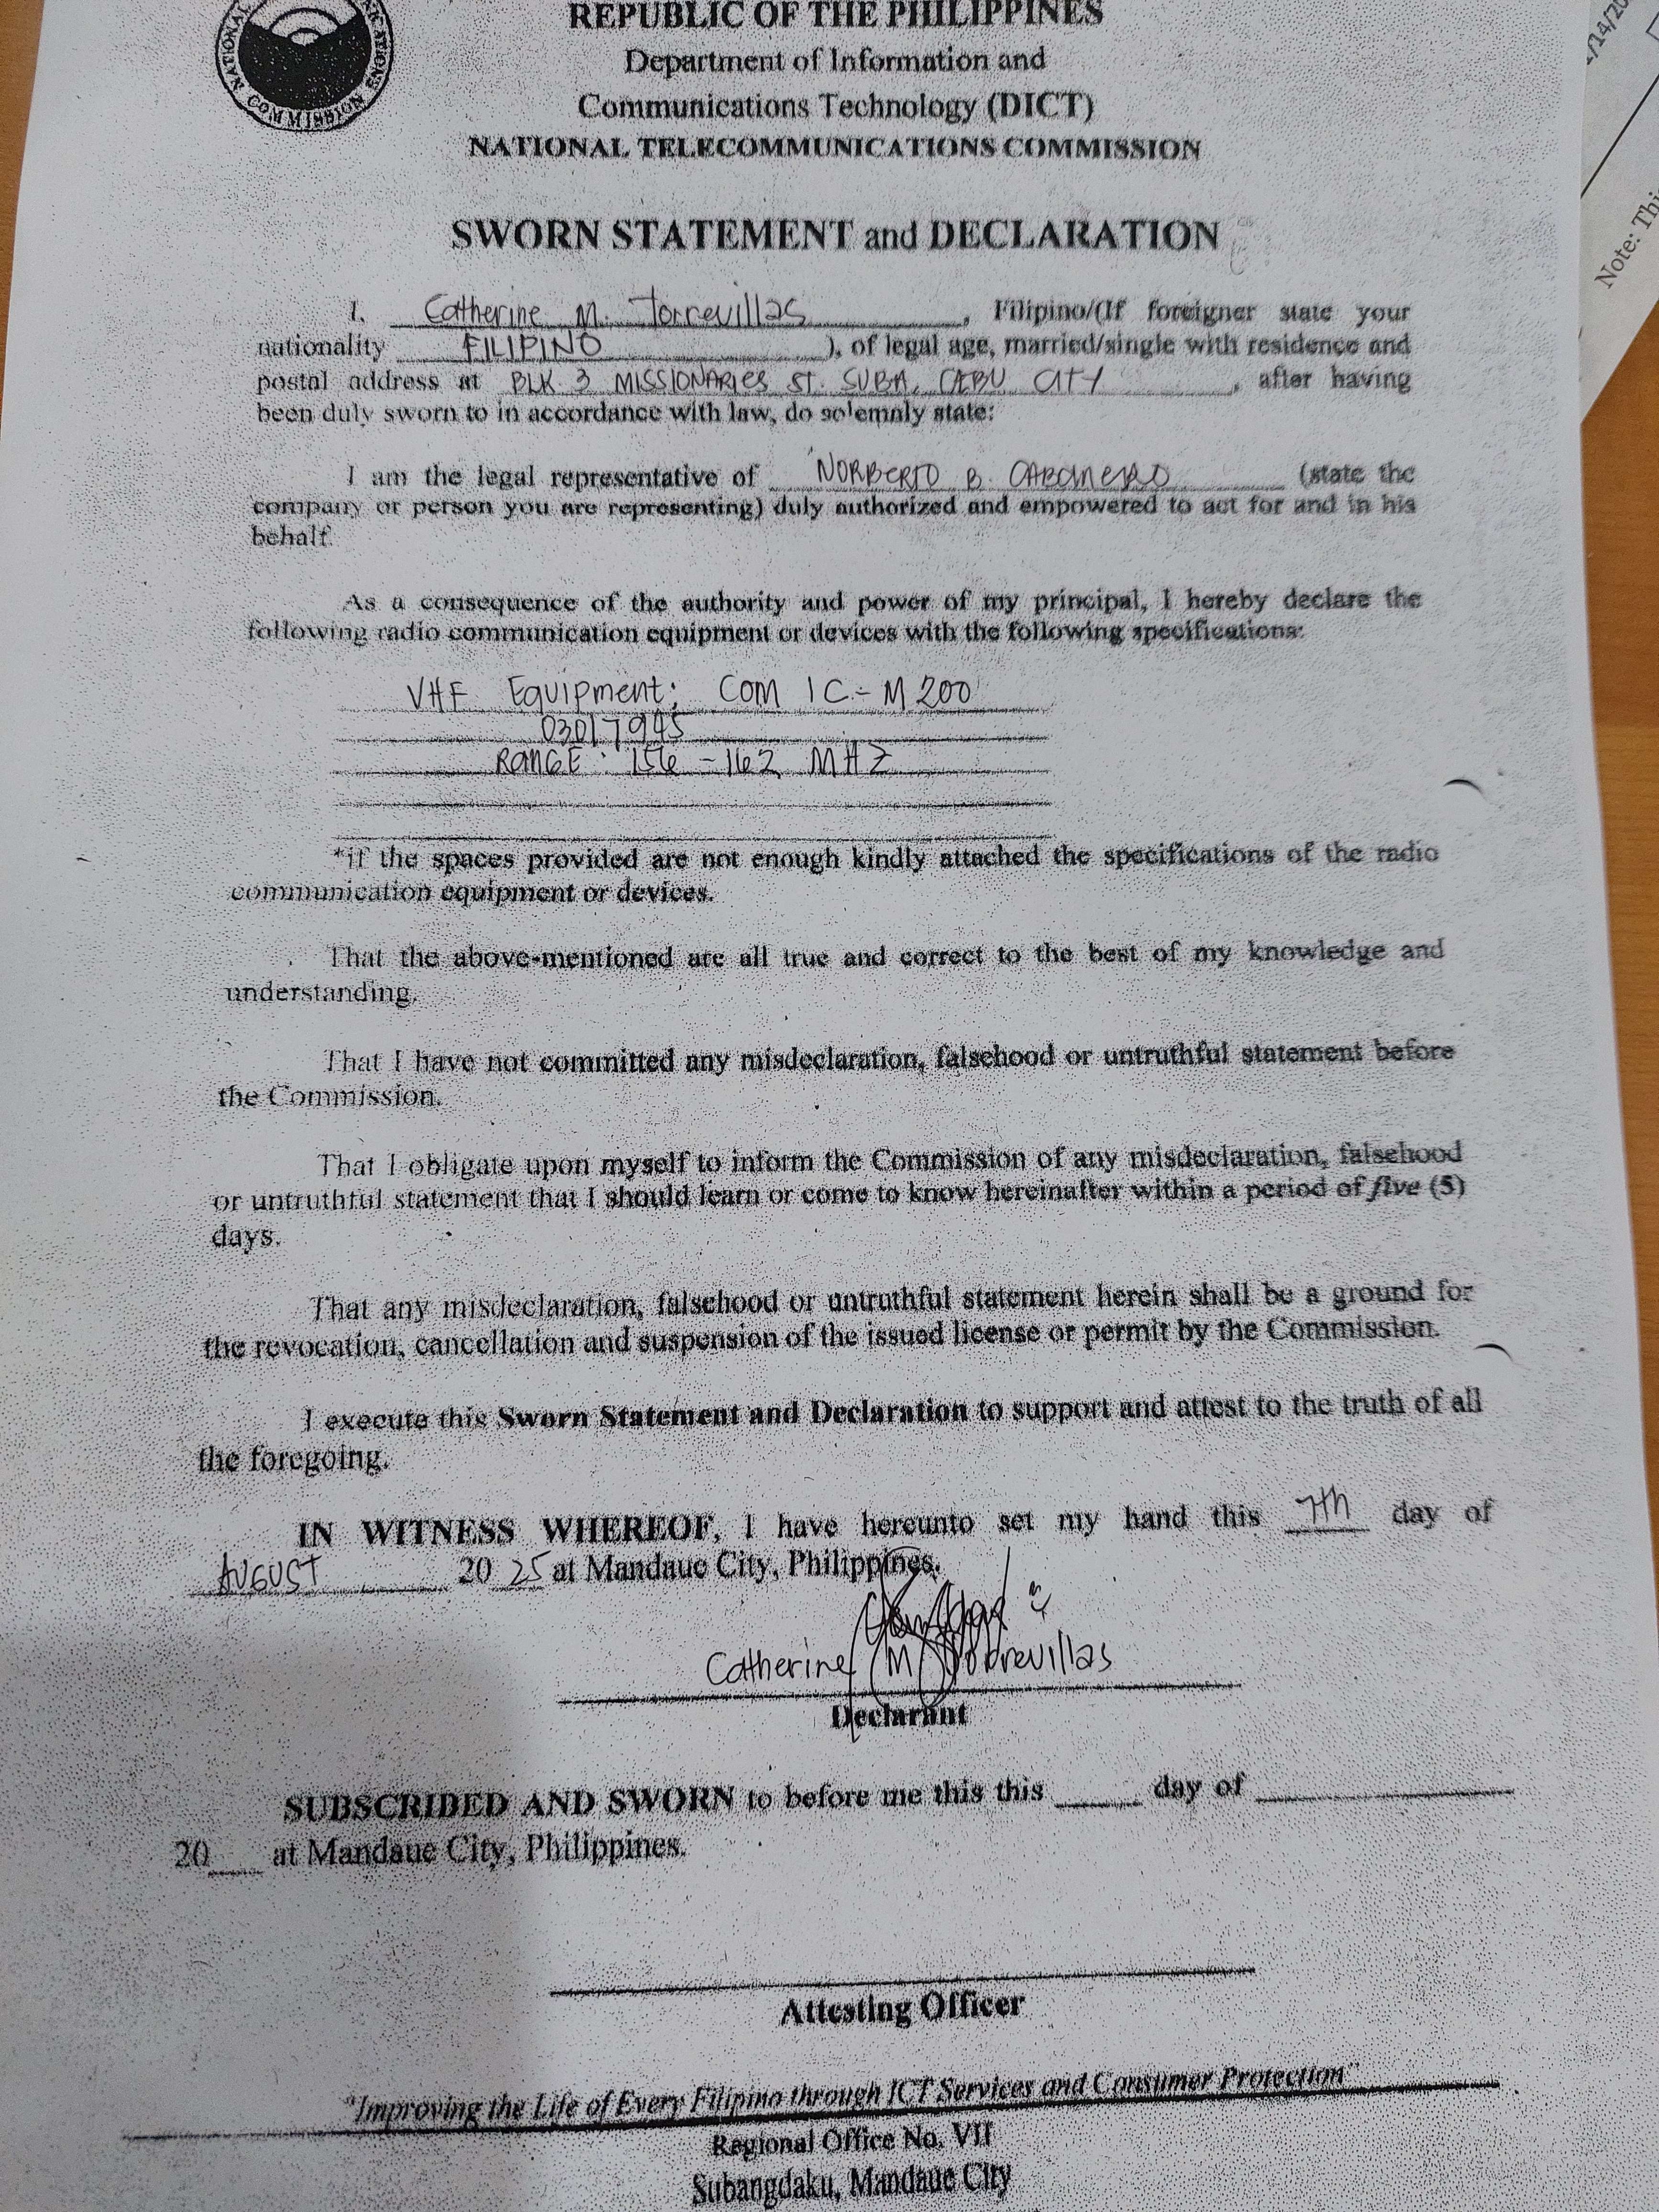 NATIONAL
COMMISSION
REPUBLIC OF THE PHILIPPINES
Department of Information and
Communications Technology (DICT)
NATIONAL TELECOMMUNICATIONS COMMISSION
SWORN STATEMENT and DECLARATION
I, Catherine M. Torrevillas, Filipino/(If foreigner state your
nationality FILIPINO ), of legal age, married/single with residence and
postal address at BLK 3 MISSIONARIES ST. SUBA, CEBU CITY, after having
been duly sworn to in accordance with law, do solemnly state:
I am the legal representative of NORBERTO B. (state the
company or person you are representing) duly authorized and empowered to act for and in his
behalf.
As a consequence of the authority and power of my principal, I hereby declare the
following radio communication equipment or devices with the following specifications:
VHF Equipment: COM IC-M200
03017945
RANGE: 156 - 162 MHZ
*if the spaces provided are not enough kindly attached the specifications of the radio
communication equipment or devices.
That the above-mentioned are all true and correct to the best of my knowledge and
understanding.
That I have not committed any misdeclaration, falsehood or untruthful statement before
the Commission.
That I obligate upon myself to inform the Commission of any misdeclaration, falsehood
or untruthful statement that I should learn or come to know hereinafter within a period of five (5)
days.
That any misdeclaration, falsehood or untruthful statement herein shall be a ground for
the revocation, cancellation and suspension of the issued license or permit by the Commission.
I execute this Sworn Statement and Declaration to support and attest to the truth of all
the foregoing.
IN WITNESS WHEREOF, I have hereunto set my hand this 7th day of
AUGUST 20 25 at Mandaue City, Philippines.
Catherine M Torrevillas
Declarant
SUBSCRIBED AND SWORN to before me this this ____ day of ________
20__ at Mandaue City, Philippines.
Attesting Officer
"Improving the Life of Every Filipino through ICT Services and Consumer Protection"
Regional Office No. VII
Subangdaku, Mandaue City
/14/20
Note: Thi